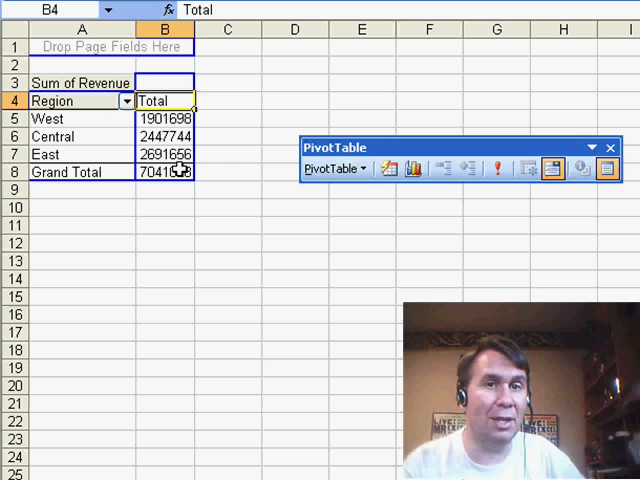 B4 fx Total
A B C D E F G H I
1 Drop Page Fields Here
2
3 Sum of Revenue
4 Region Total
5 West 1901698
6 Central 2447744
7 East 2691656
8 Grand Total
PivotTable
PivotTable
9
10
11
12
13
14
15
16
17
18
19
20
21
22
23
24
25